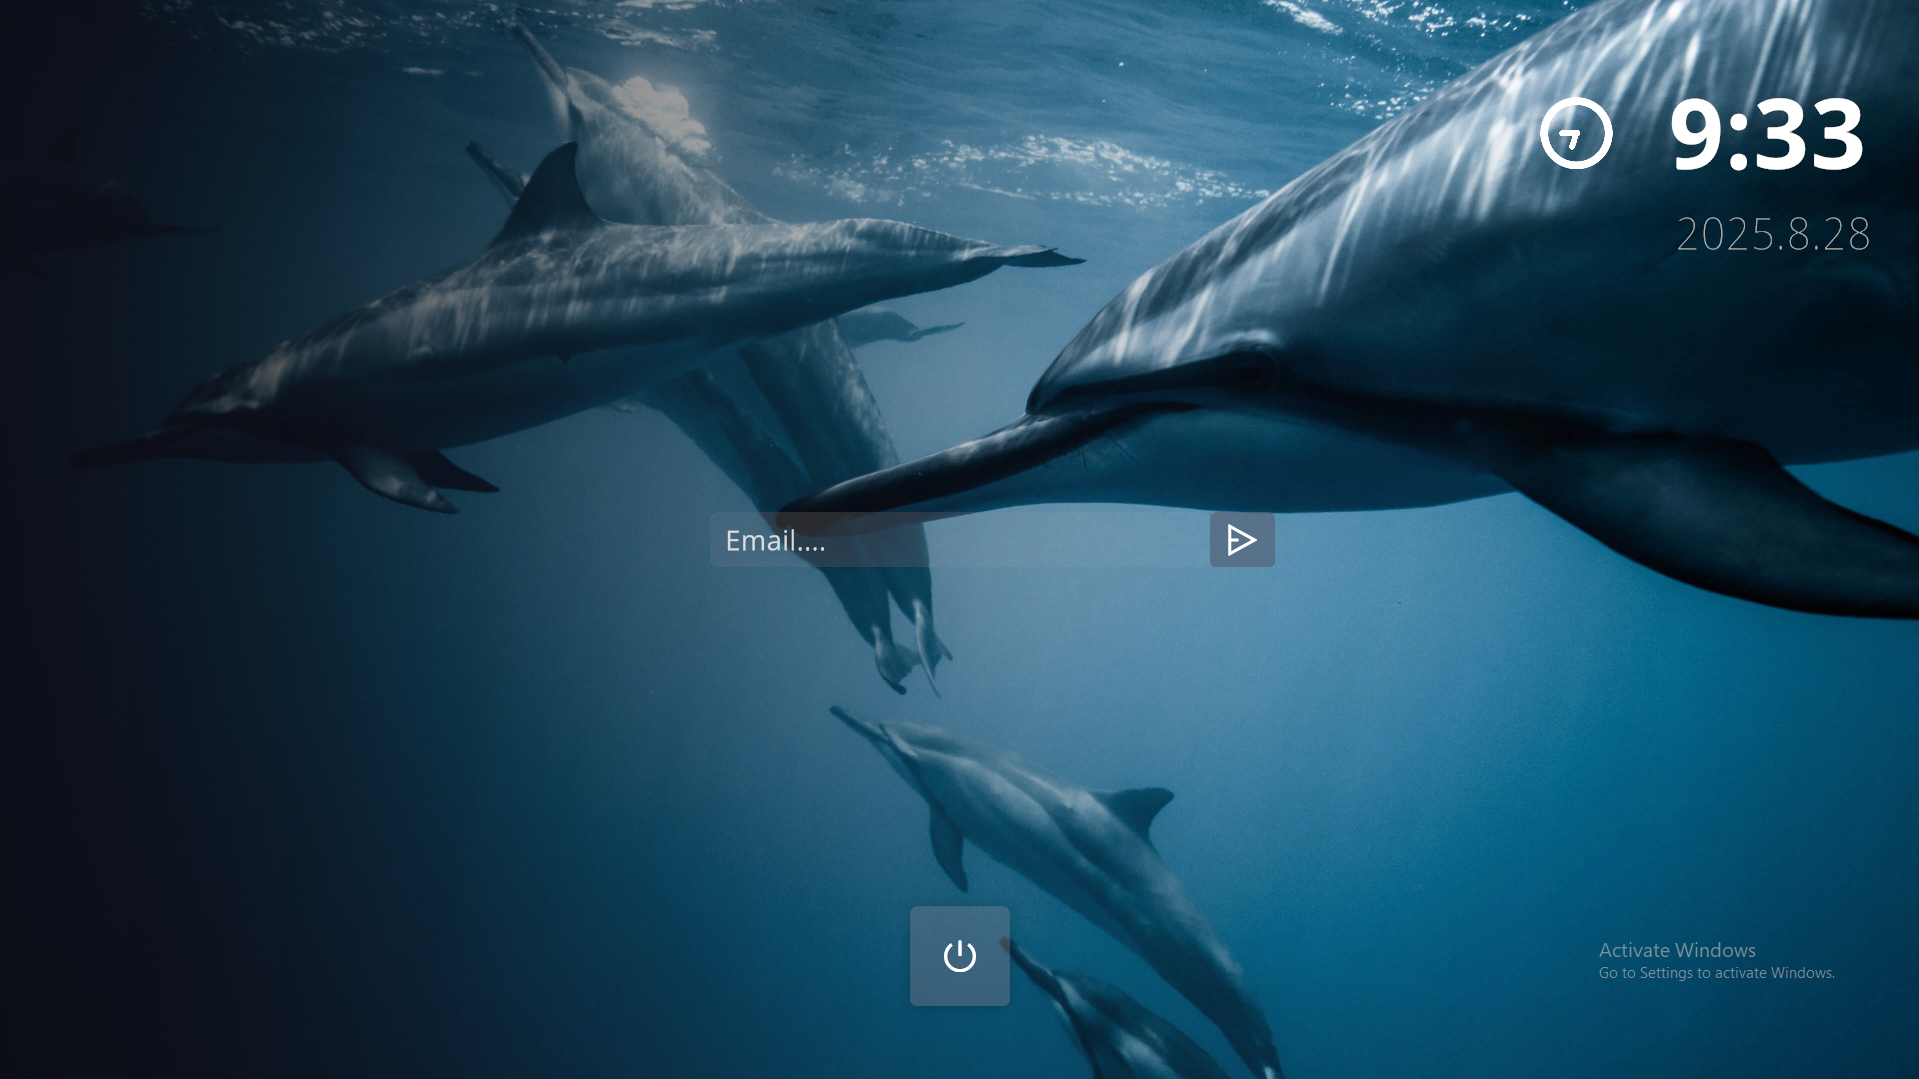 9:33
2025.8.28
Email....
Activate Windows
Go to Settings to activate Windows.